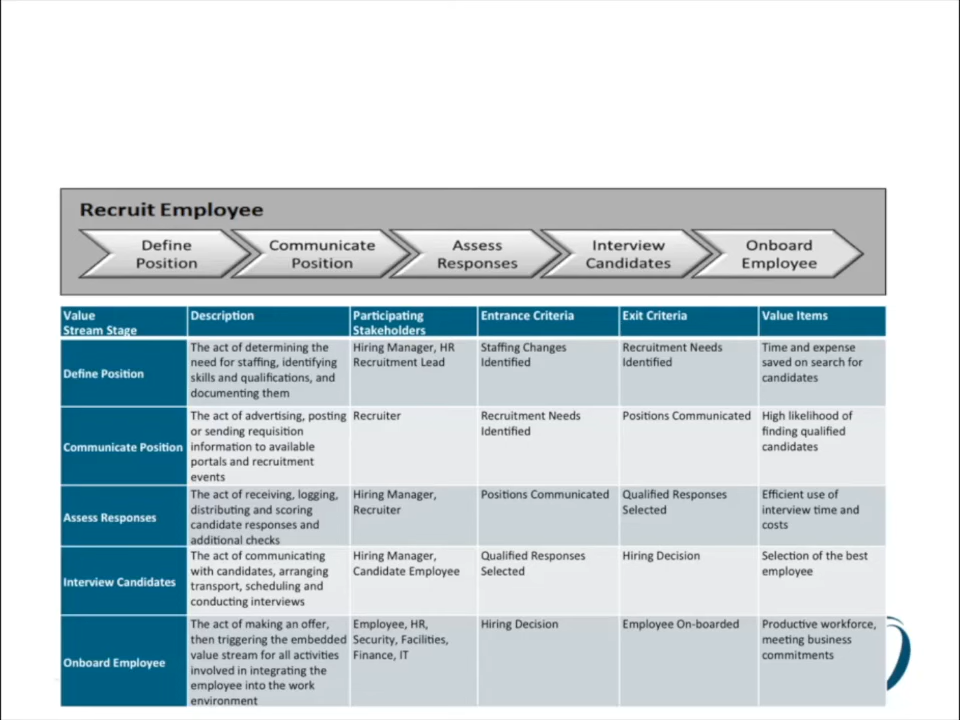 Recruit Employee
Define
Position
Communicate
Position
Assess
Responses
Interview
Candidates
Onboard
Employee
Value
Stream Stage
Description
Participating
Stakeholders
Entrance Criteria
Exit Criteria
Value Items
Define Position
The act of determining the
need for staffing, identifying
skills and qualifications, and
documenting them
Hiring Manager, HR
Recruitment Lead
Staffing Changes
Identified
Recruitment Needs
Identified
Time and expense
saved on search for
candidates
Communicate Position
The act of advertising, posting
or sending requisition
information to available
portals and recruitment
events
Recruiter
Recruitment Needs
Identified
Positions Communicated
High likelihood of
finding qualified
candidates
Assess Responses
The act of receiving, logging,
distributing and scoring
candidate responses and
additional checks
Hiring Manager,
Recruiter
Positions Communicated
Qualified Responses
Selected
Efficient use of
interview time and
costs
Interview Candidates
The act of communicating
with candidates, arranging
transport, scheduling and
conducting interviews
Hiring Manager,
Candidate Employee
Qualified Responses
Selected
Hiring Decision
Selection of the best
employee
Onboard Employee
The act of making an offer,
then triggering the embedded
value stream for all activities
involved in integrating the
employee into the work
environment
Employee, HR,
Security, Facilities,
Finance, IT
Hiring Decision
Employee On-boarded
Productive workforce,
meeting business
commitments